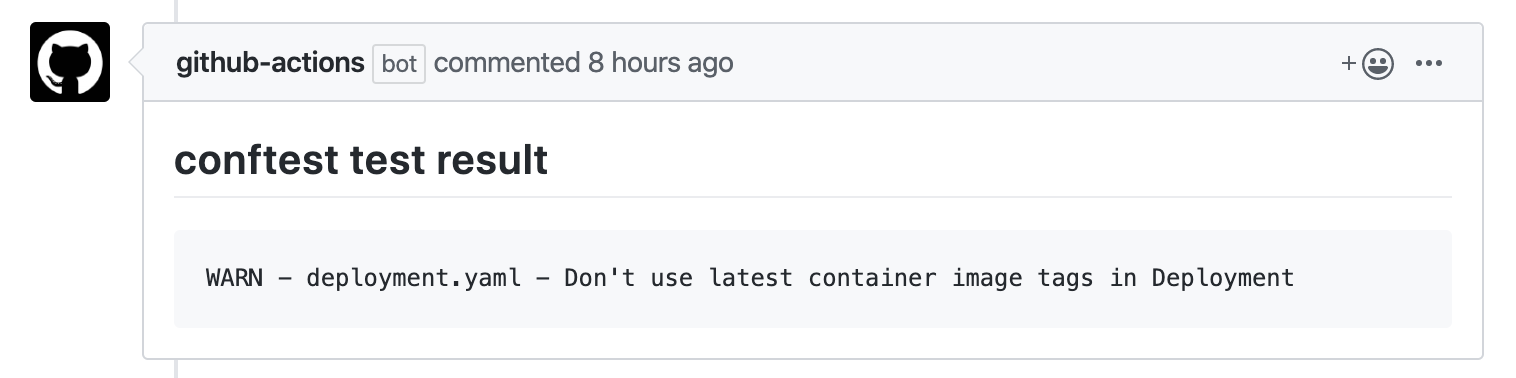 github-actions bot commented 8 hours ago
conftest test result
WARN - deployment.yaml - Don't use latest container image tags in Deployment